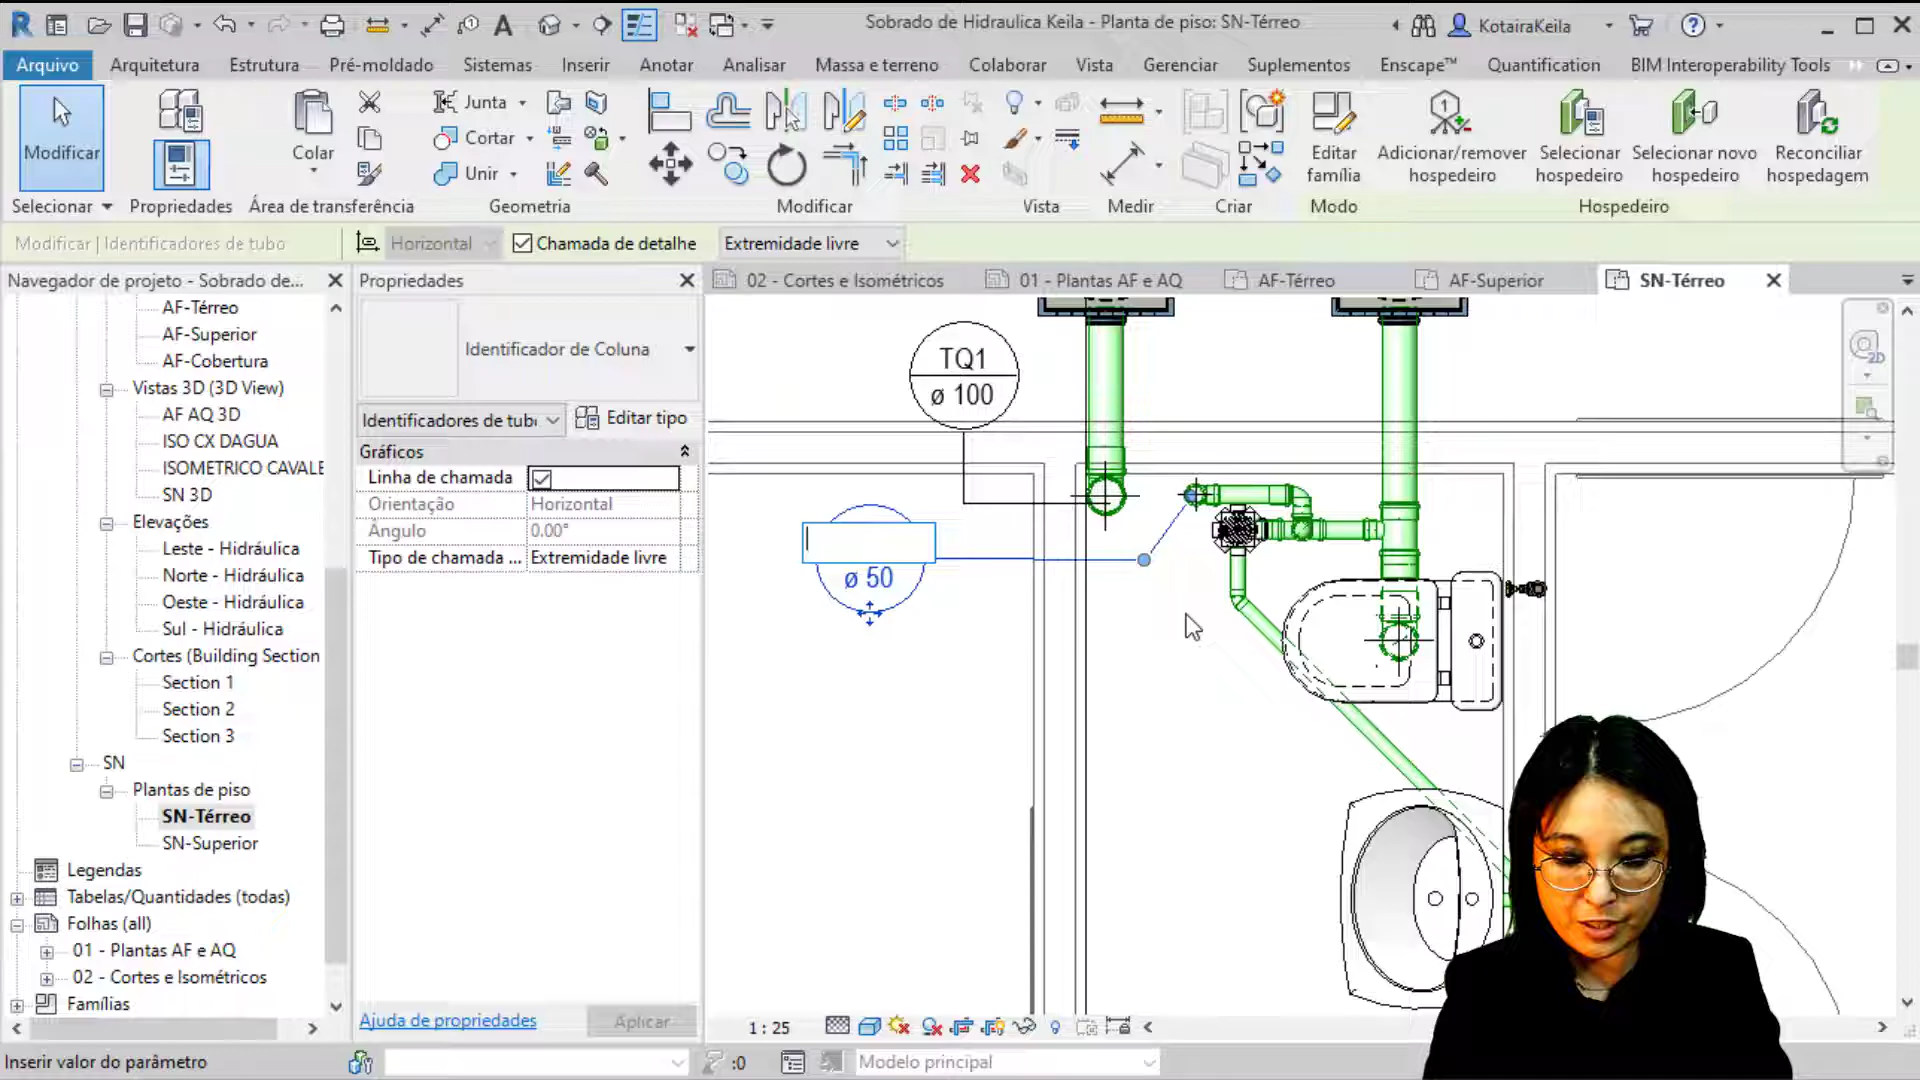 Sobrado de Hidraulica Keila - Planta de piso: SN-Térreo
KotairaKeila
Arquivo Arquitetura Estrutura Pré-moldado Sistemas Inserir Anotar Analisar Massa e terreno Colaborar Vista Gerenciar Suplementos Enscape™ Quantification BIM Interoperability Tools
Modificar
Colar
Junta
Cortar
Unir
Editar família
Adicionar/remover hospedeiro
Selecionar hospedeiro
Selecionar novo hospedeiro
Reconciliar hospedagem
Selecionar Propriedades Área de transferência Geometria Modificar Vista Medir Criar Modo Hospedeiro
Modificar | Identificadores de tubo Horizontal Chamada de detalhe Extremidade livre
Navegador de projeto - Sobrado de...
AF-Térreo
AF-Superior
AF-Cobertura
Vistas 3D (3D View)
AF AQ 3D
ISO CX DAGUA
ISOMETRICO CAVALE
SN 3D
Elevações
Leste - Hidráulica
Norte - Hidráulica
Oeste - Hidráulica
Sul - Hidráulica
Cortes (Building Section
Section 1
Section 2
Section 3
SN
Plantas de piso
SN-Térreo
SN-Superior
Legendas
Tabelas/Quantidades (todas)
Folhas (all)
01 - Plantas AF e AQ
02 - Cortes e Isométricos
Famílias
Propriedades
Identificador de Coluna
Identificadores de tub Editar tipo
Gráficos
Linha de chamada
Orientação Horizontal
Ângulo 0.00°
Tipo de chamada ... Extremidade livre
Ajuda de propriedades Aplicar
02 - Cortes e Isométricos 01 - Plantas AF e AQ AF-Térreo AF-Superior SN-Térreo
2D
TQ1
ø 100
ø 50
1 : 25
Inserir valor do parâmetro :0 Modelo principal